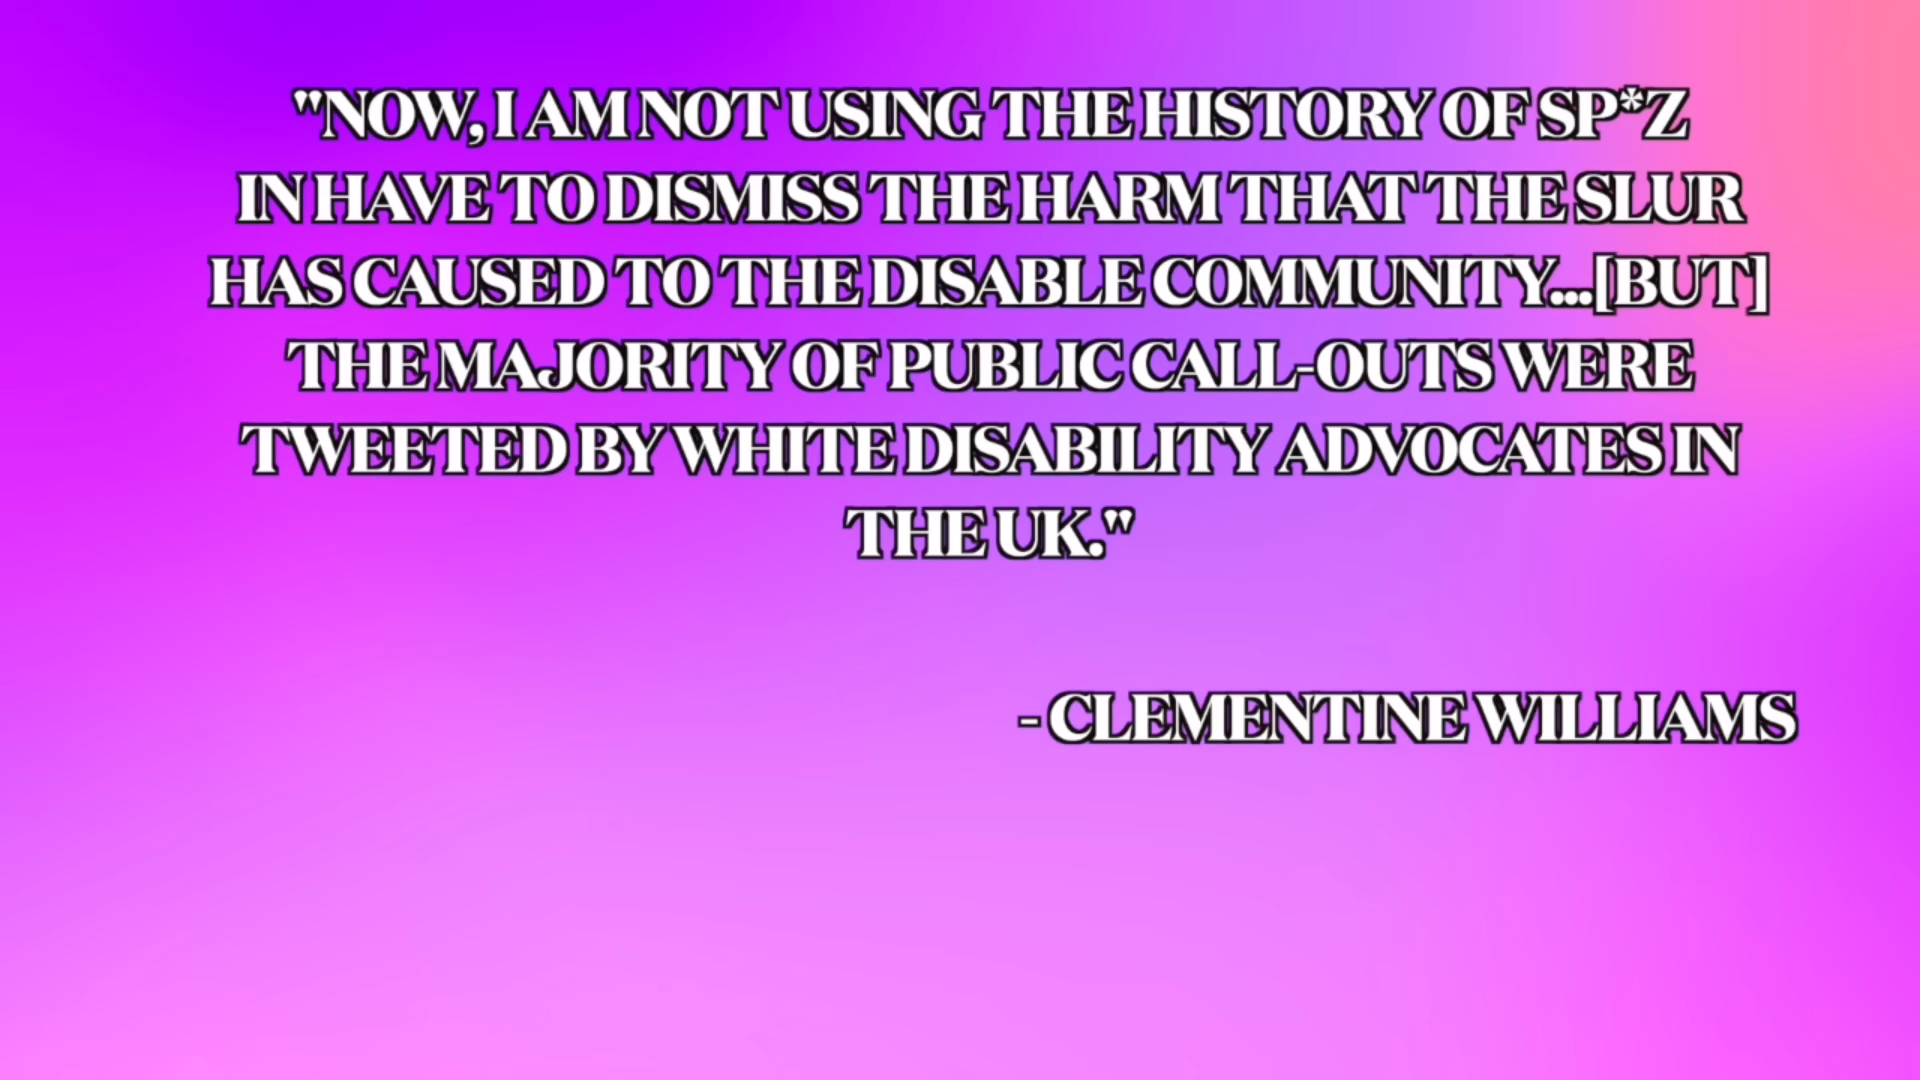 "NOW, I AM NOT USING THE HISTORY OF SP*Z
IN HAVE TO DISMISS THE HARM THAT THE SLUR
HAS CAUSED TO THE DISABLE COMMUNITY...[BUT]
THE MAJORITY OF PUBLIC CALL-OUTS WERE
TWEETED BY WHITE DISABILITY ADVOCATES IN
THE UK."
- CLEMENTINE WILLIAMS